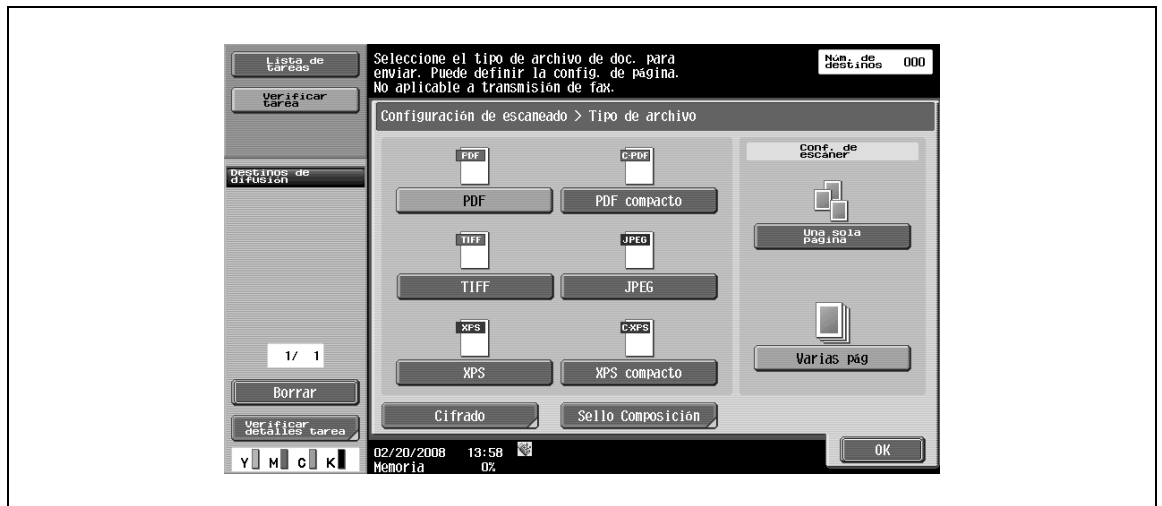 Lista de
tareas
Verificar
tarea
Destinos de
difusión
1/ 1
Borrar
Verificar
detalles tarea
Y M C K
Seleccione el tipo de archivo de doc. para
enviar. Puede definir la config. de página.
No aplicable a transmisión de fax.
Núm. de
destinos 000
Configuración de escaneado > Tipo de archivo
PDF
PDF
C-PDF
PDF compacto
TIFF
TIFF
JPEG
JPEG
XPS
XPS
C-XPS
XPS compacto
Cifrado
Sello Composición
Conf. de
escáner
Una sola
página
Varias pág
02/20/2008 13:58
Memoria 0%
OK